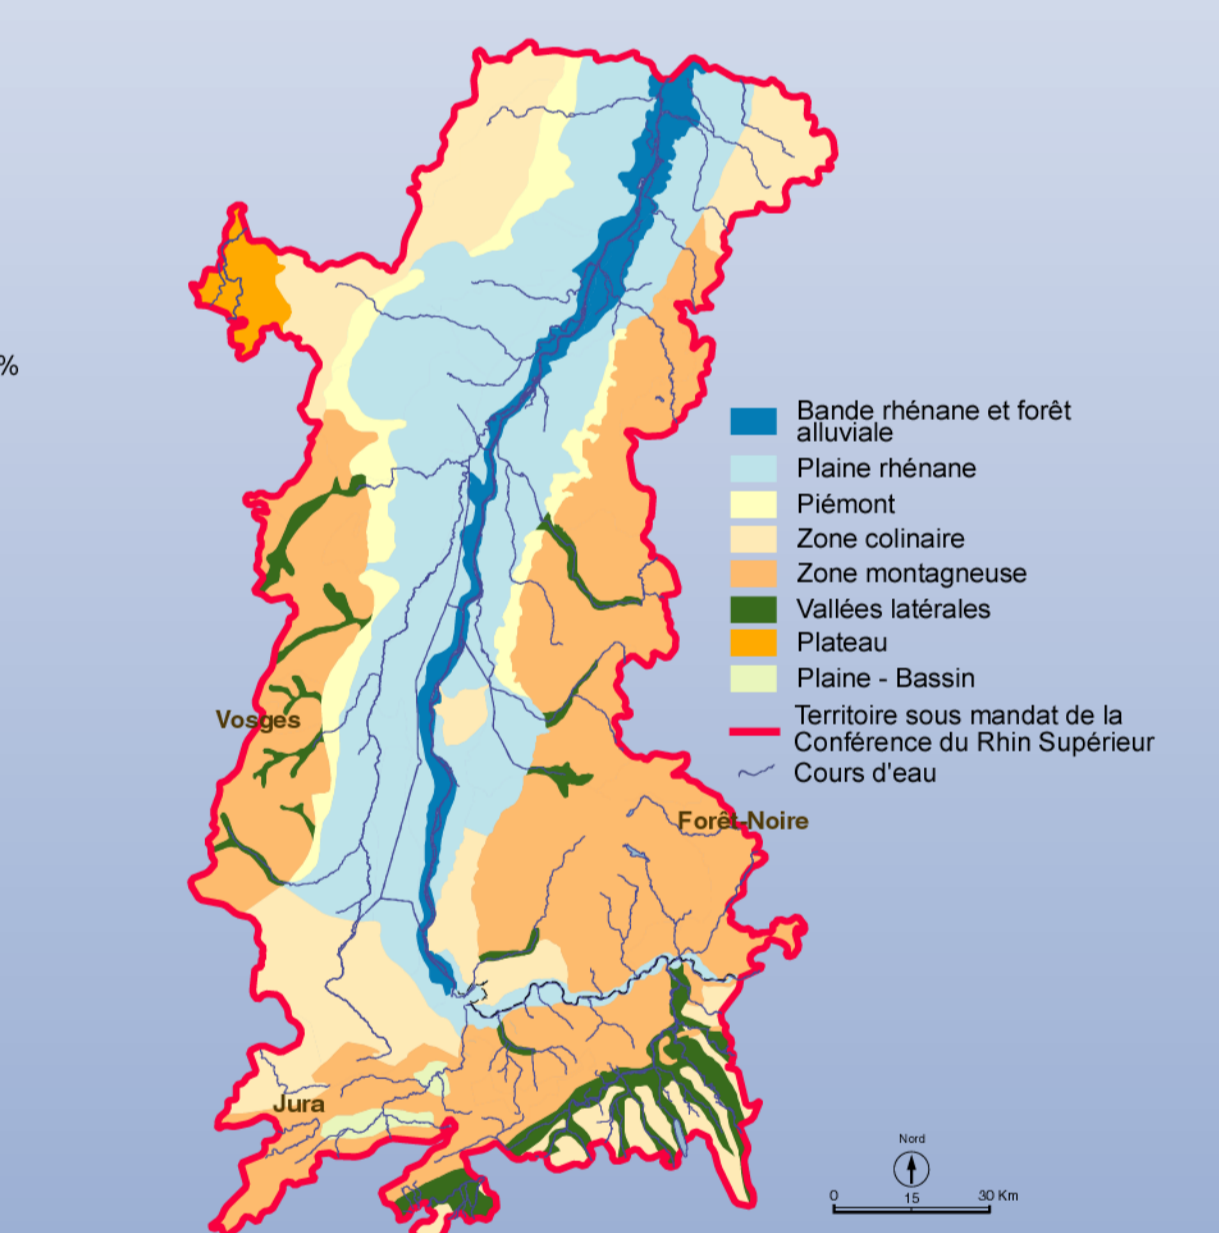 %
Bande rhénane et forêt
alluviale
Plaine rhénane
Piémont
Zone colinaire
Zone montagneuse
Vallées latérales
Plateau
Plaine - Bassin
Territoire sous mandat de la
Conférence du Rhin Supérieur
Cours d'eau
Vosges
Forêt-Noire
Jura
Nord
0 15 30 Km